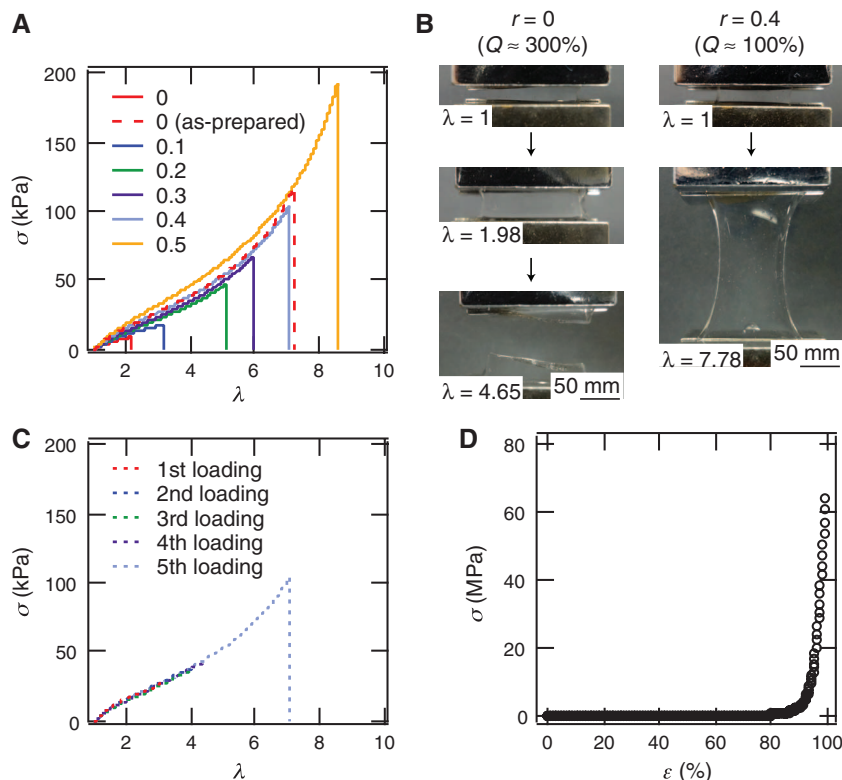 A
σ (kPa)
200
150
100
50
0
0
0 (as-prepared)
0.1
0.2
0.3
0.4
0.5
2
4
6
8
10
λ
B
r = 0
(Q ≈ 300%)
r = 0.4
(Q ≈ 100%)
λ = 1
λ = 1
λ = 1.98
λ = 4.65
50 mm
λ = 7.78
50 mm
C
σ (kPa)
200
150
100
50
0
1st loading
2nd loading
3rd loading
4th loading
5th loading
2
4
6
8
10
λ
D
σ (MPa)
80
60
40
20
0
0
20
40
60
80
100
ε (%)